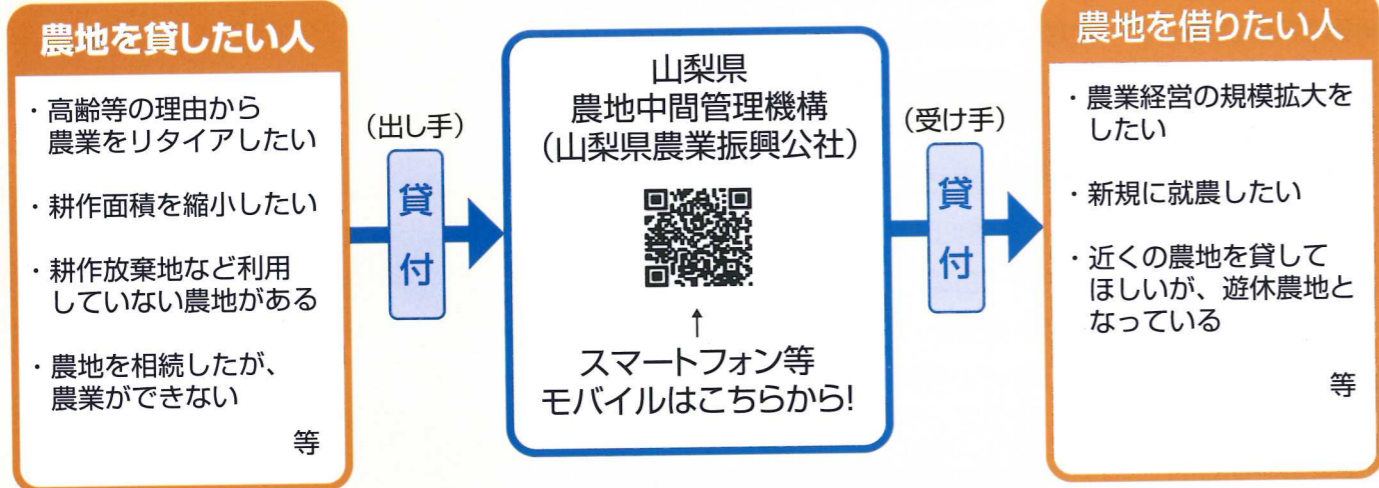 農地を貸したい人
・高齢等の理由から
農業をリタイアしたい
・耕作面積を縮小したい
・耕作放棄地など利用
していない農地がある
・農地を相続したが、
農業ができない
等
(出し手)
貸付
山梨県
農地中間管理機構
(山梨県農業振興公社)
↑
スマートフォン等
モバイルはこちらから!
(受け手)
貸付
農地を借りたい人
・農業経営の規模拡大を
したい
・新規に就農したい
・近くの農地を貸して
ほしいが、遊休農地と
なっている
等